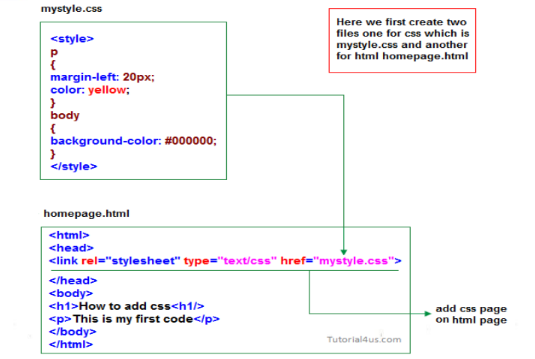 mystyle.css
Here we first create two
files one for css which is
mystyle.css and another
for html homepage.html
<style>
p
{
margin-left: 20px;
color: yellow;
}
body
{
background-color: #000000;
}
</style>
homepage.html
<html>
<head>
<link rel="stylesheet" type="text/css" href="mystyle.css">
</head>
<body>
<h1>How to add css<h1/>
<p>This is my first code</p>
</body>
</html>
add css page
on html page
Tutorial4us.com